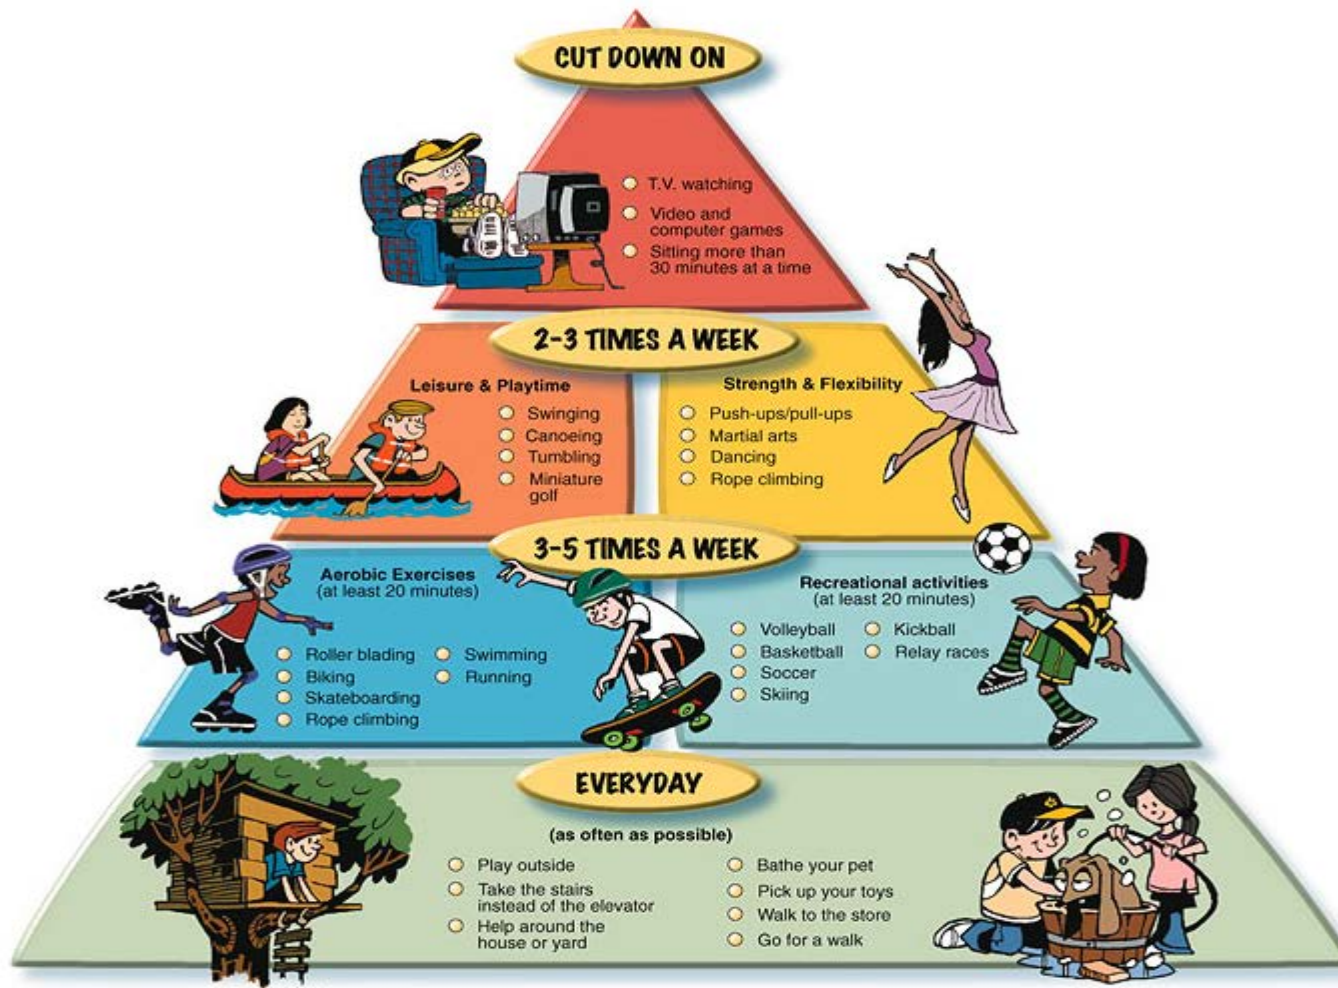 CUT DOWN ON
T.V. watching
Video and
computer games
Sitting more than
30 minutes at a time
2-3 TIMES A WEEK
Leisure & Playtime
Swinging
Canoeing
Tumbling
Miniature
golf
Strength & Flexibility
Push-ups/pull-ups
Martial arts
Dancing
Rope climbing
3-5 TIMES A WEEK
Aerobic Exercises
(at least 20 minutes)
Roller blading
Biking
Skateboarding
Rope climbing
Swimming
Running
Recreational activities
(at least 20 minutes)
Volleyball
Basketball
Soccer
Skiing
Kickball
Relay races
EVERYDAY
(as often as possible)
Play outside
Take the stairs
instead of the elevator
Help around the
house or yard
Bathe your pet
Pick up your toys
Walk to the store
Go for a walk